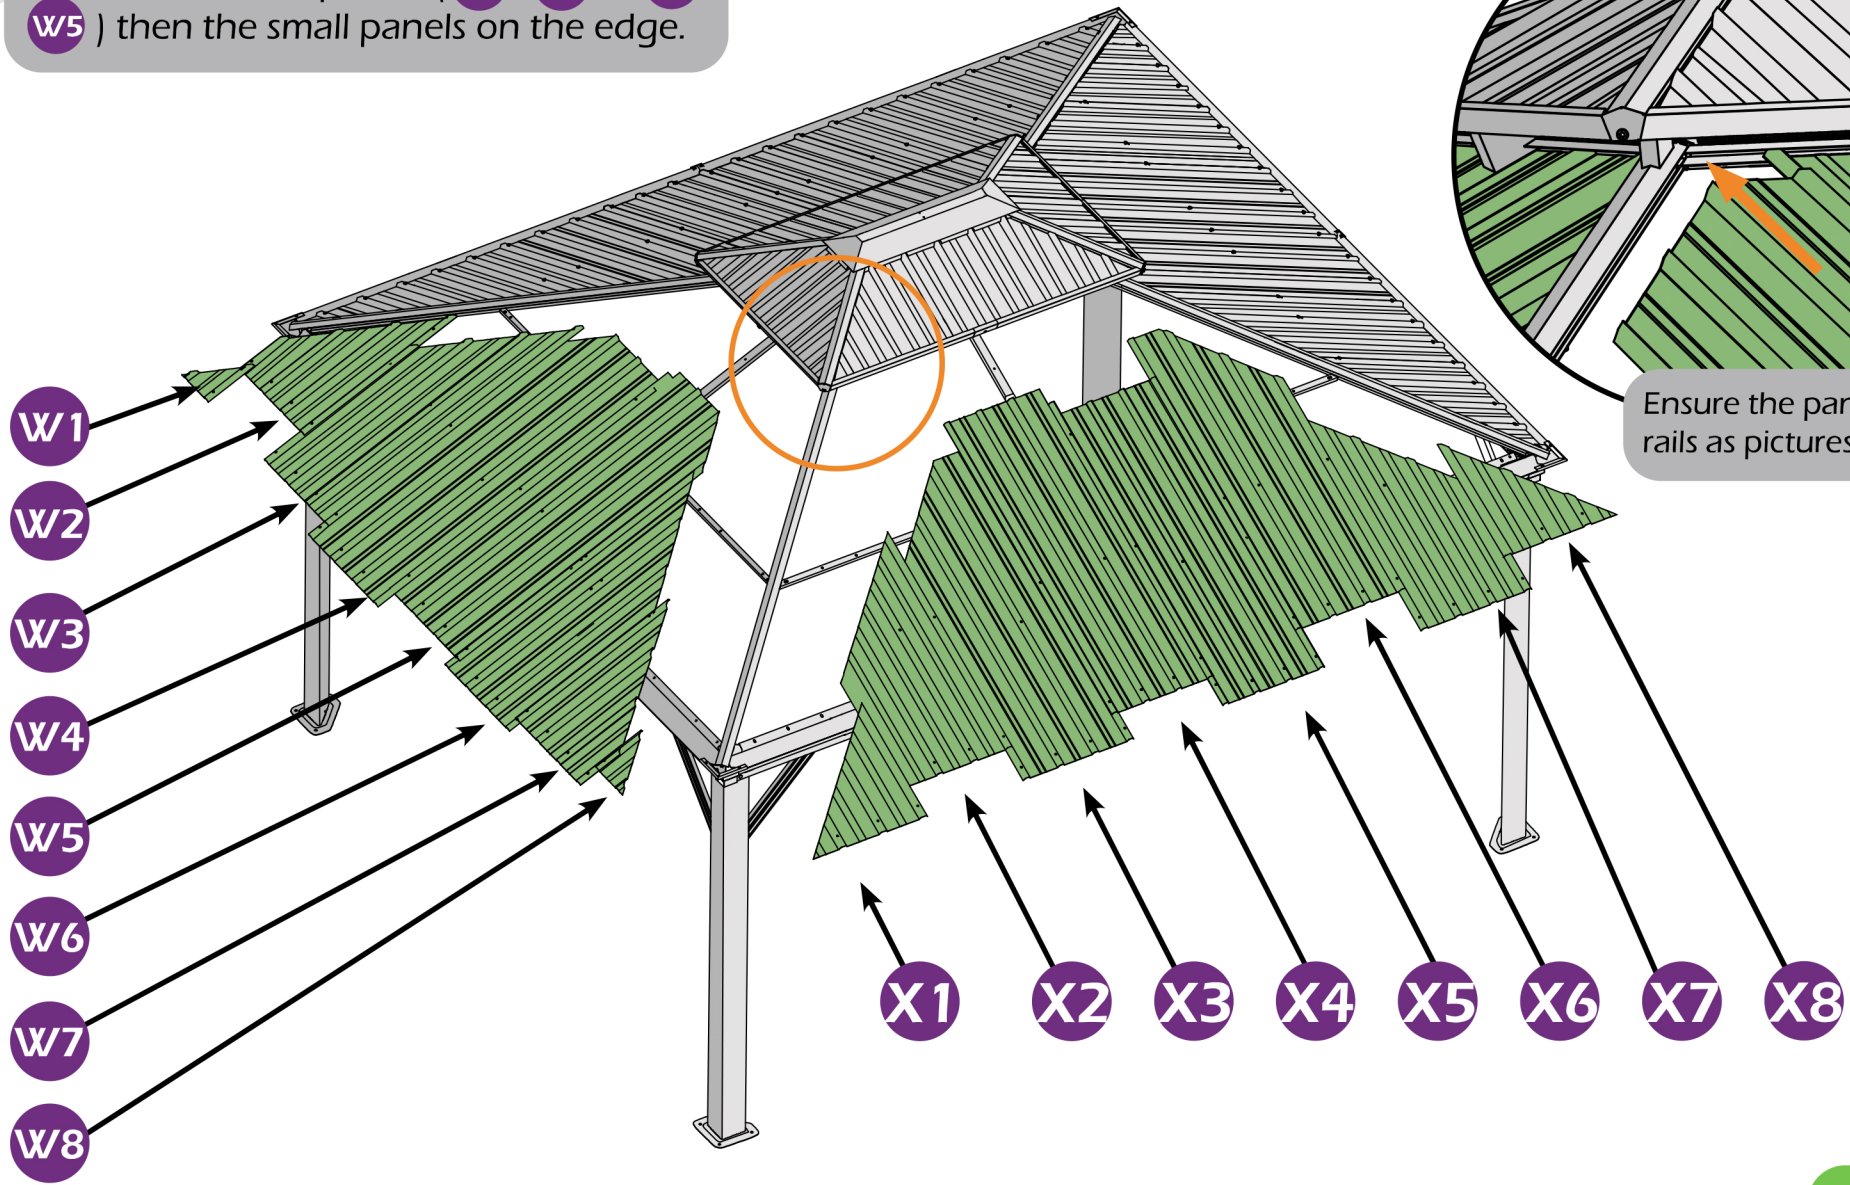 W5 ) then the small panels on the edge.
Ensure the
rails as pictures
W1
W2
W3
W4
W5
W6
W7
W8
X1 X2 X3 X4 X5 X6 X7 X8